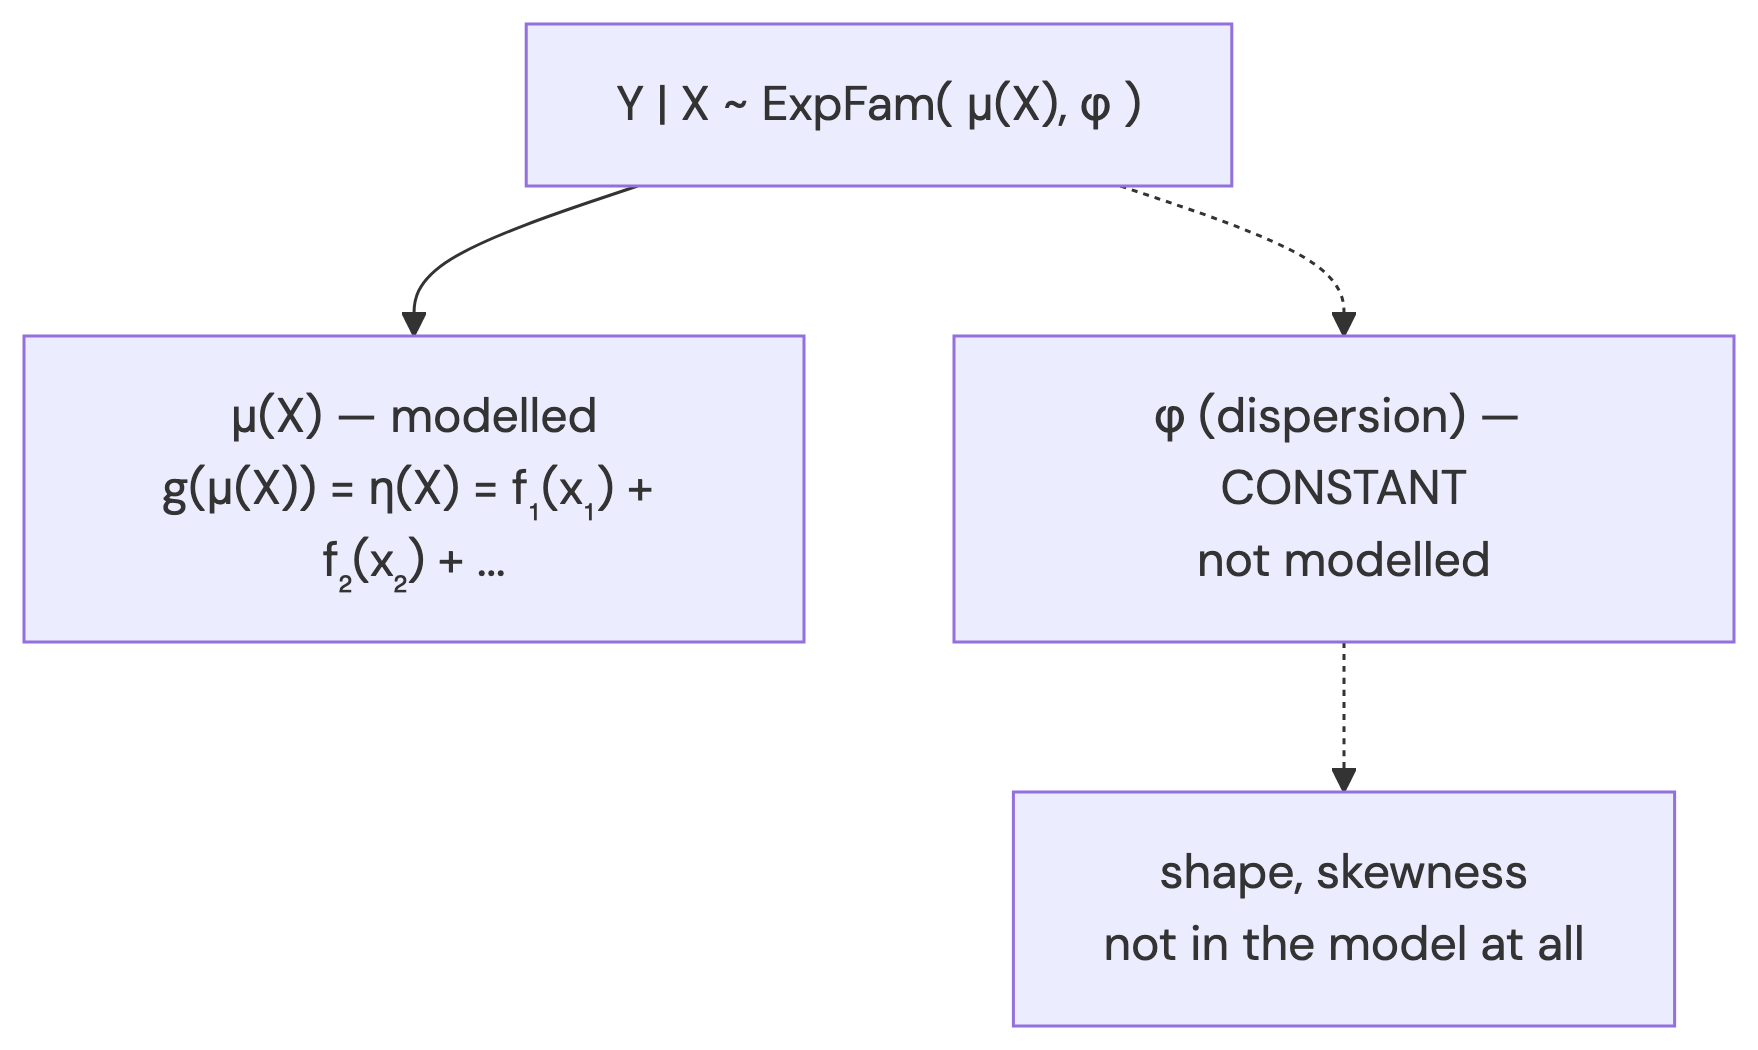 Y | X ~ ExpFam( μ(X), φ )
μ(X) — modelled
g(μ(X)) = η(X) = f₁(x₁) +
f₂(x₂) + ...
φ (dispersion) —
CONSTANT
not modelled
shape, skewness
not in the model at all